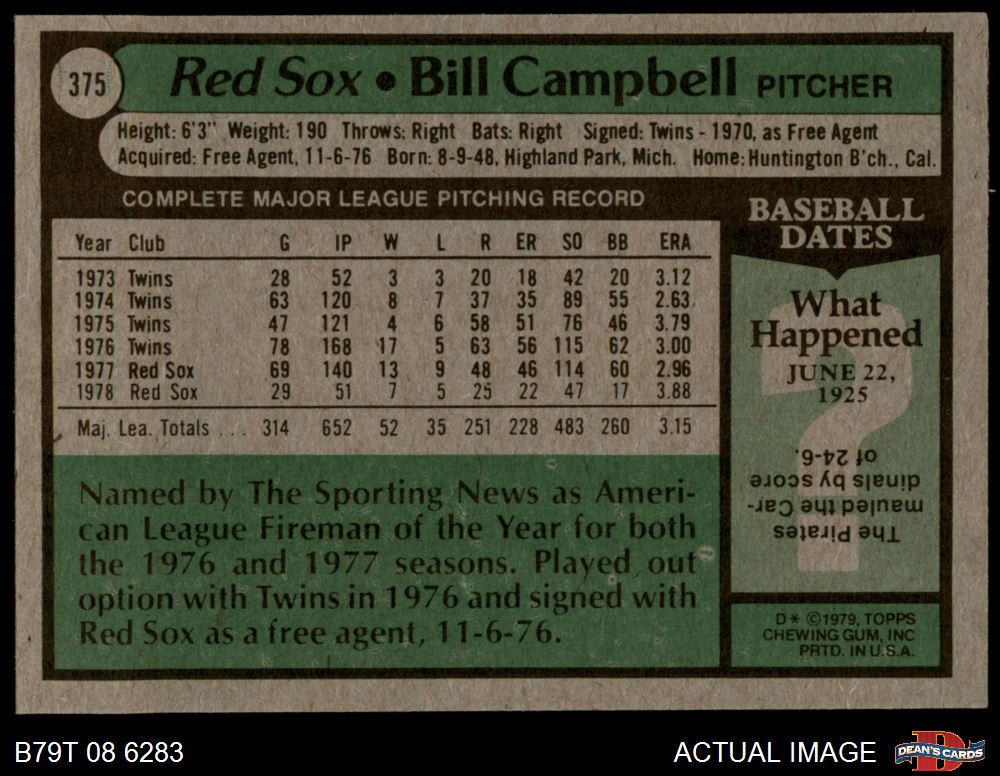 375
Red Sox • Bill Campbell PITCHER
Height: 6'3" Weight: 190 Throws: Right Bats: Right Signed: Twins - 1970, as Free Agent
Acquired: Free Agent, 11-6-76 Born: 8-9-48, Highland Park, Mich. Home: Huntington B'ch., Cal.
COMPLETE MAJOR LEAGUE PITCHING RECORD
Year Club G IP W L R ER SO BB ERA
1973 Twins 28 52 3 3 20 18 42 20 3.12
1974 Twins 63 120 8 7 37 35 89 55 2.63
1975 Twins 47 121 4 6 58 51 76 46 3.79
1976 Twins 78 168 17 5 63 56 115 62 3.00
1977 Red Sox 69 140 13 9 48 46 114 60 2.96
1978 Red Sox 29 51 7 5 25 22 47 17 3.88
Maj. Lea. Totals ... 314 652 52 35 251 228 483 260 3.15
Named by The Sporting News as Ameri-
can League Fireman of the Year for both
the 1976 and 1977 seasons. Played out
option with Twins in 1976 and signed with
Red Sox as a free agent, 11-6-76.
BASEBALL
DATES
What
Happened
JUNE 22,
1925
?
The Pirates
mauled the Car-
dinals by score
of 24-6.
D* ©1979, TOPPS
CHEWING GUM, INC
PRTD. IN U.S.A.
B79T 08 6283
ACTUAL IMAGE
D
DEAN'S CARDS